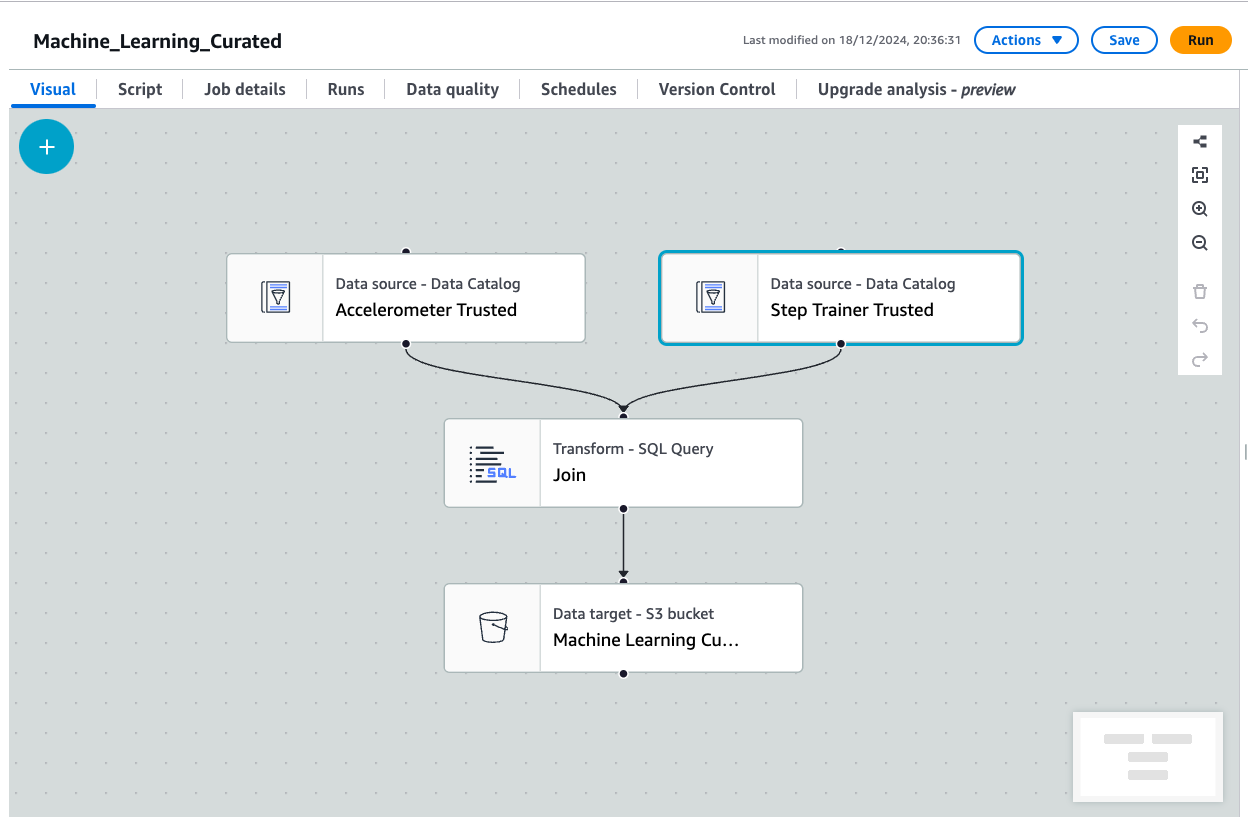 Machine_Learning_Curated
Last modified on 18/12/2024, 20:36:31
Actions
Save
Run
Visual
Script
Job details
Runs
Data quality
Schedules
Version Control
Upgrade analysis - preview
Data source - Data Catalog
Accelerometer Trusted
Data source - Data Catalog
Step Trainer Trusted
SQL
Transform - SQL Query
Join
Data target - S3 bucket
Machine Learning Cu...